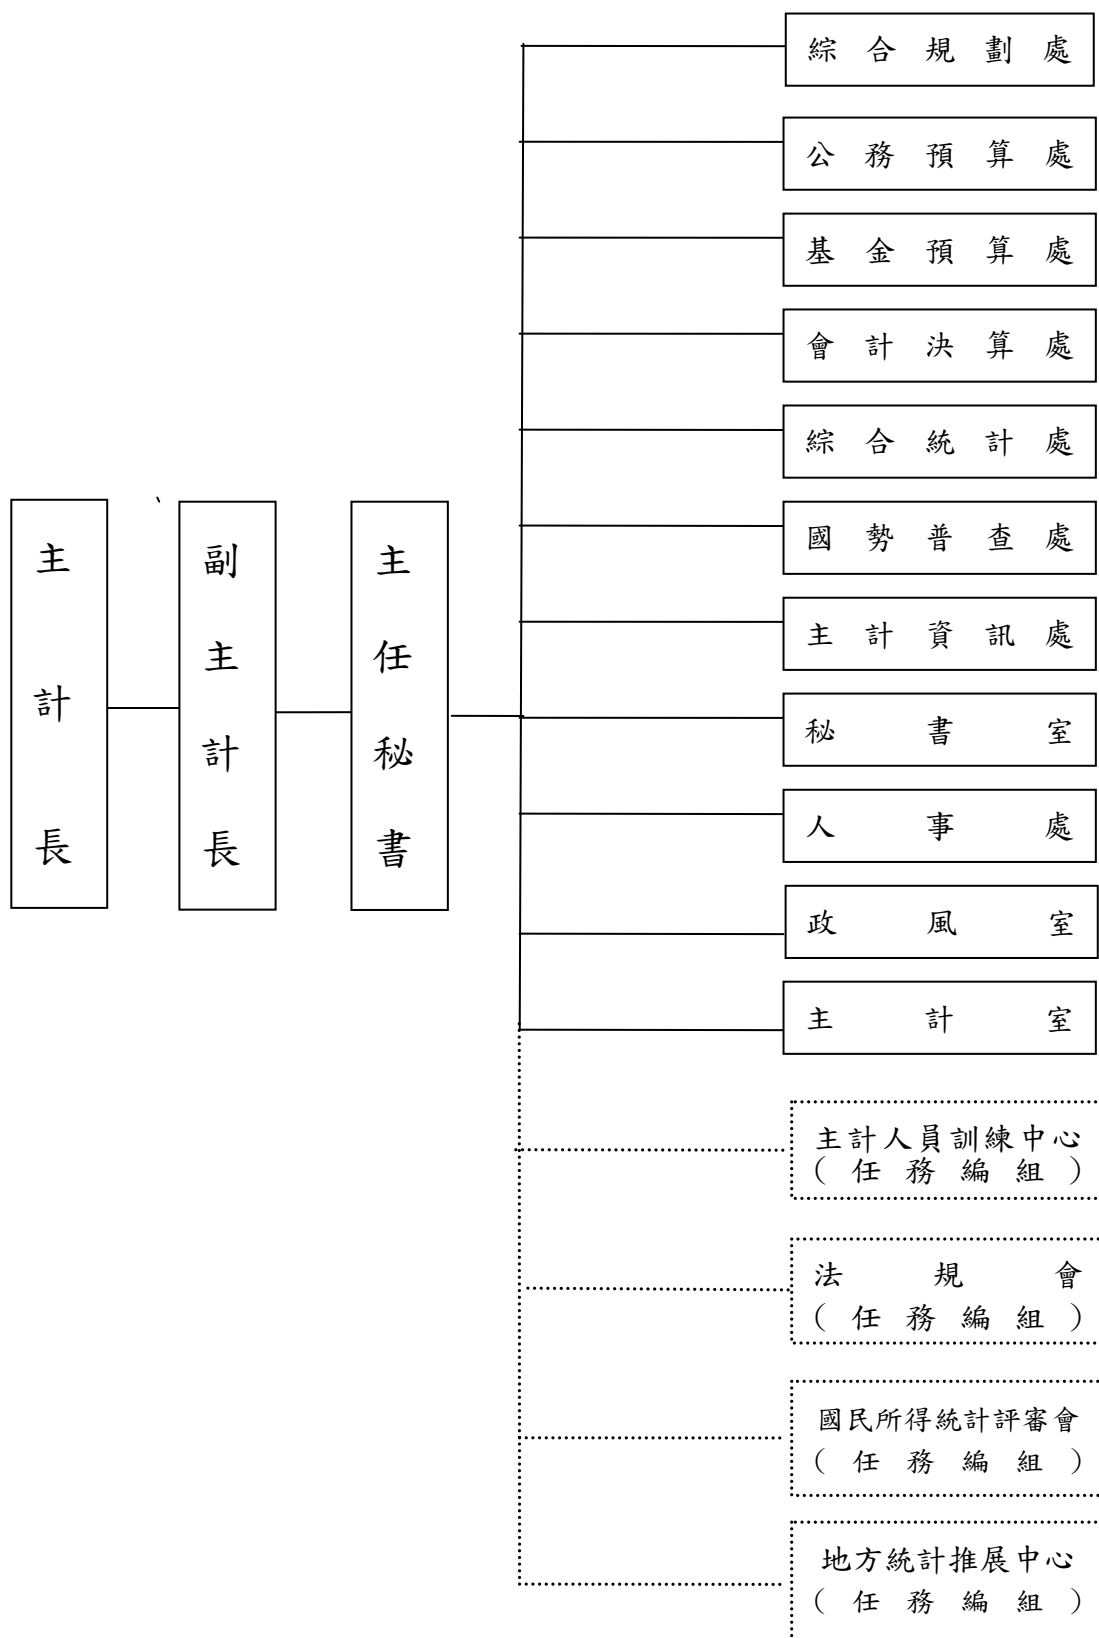 主計長
副主計長
主任秘書
綜合規劃處
公務預算處
基金預算處
會計決算處
綜合統計處
國勢普查處
主計資訊處
秘書室
人事處
政風室
主計室
主計人員訓練中心
(任務編組)
法規會
(任務編組)
國民所得統計評審會
(任務編組)
地方統計推展中心
(任務編組)